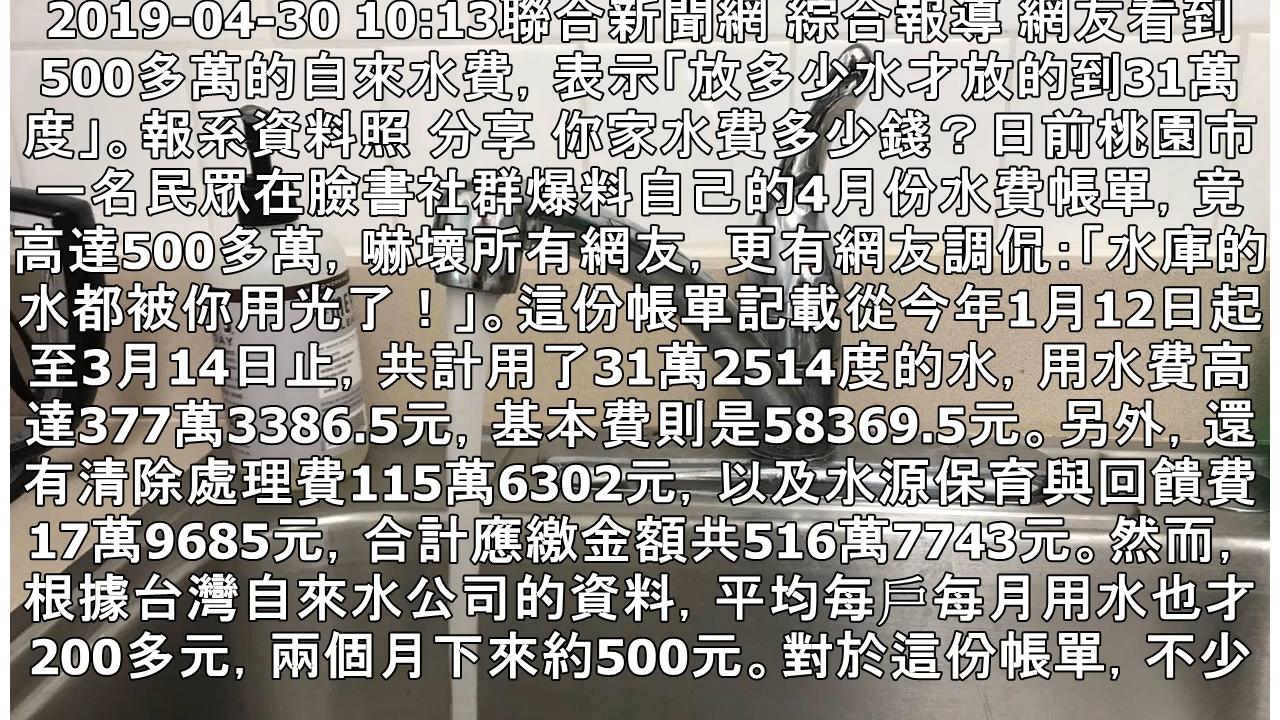 2019-04-30 10:13聯合新聞網 綜合報導 網友看到
500多萬的自來水費，表示「放多少水才放的到31萬
度」。報系資料照 分享 你家水費多少錢？日前桃園市
一名民眾在臉書社群爆料自己的4月份水費帳單，竟
高達500多萬，嚇壞所有網友，更有網友調侃：「水庫的
水都被你用光了！」。這份帳單記載從今年1月12日起
至3月14日止，共計用了31萬2514度的水，用水費高
達377萬3386.5元，基本費則是58369.5元。另外，還
有清除處理費115萬6302元，以及水源保育與回饋費
17萬9685元，合計應繳金額共516萬7743元。然而，
根據台灣自來水公司的資料，平均每戶每月用水也才
200多元，兩個月下來約500元。對於這份帳單，不少